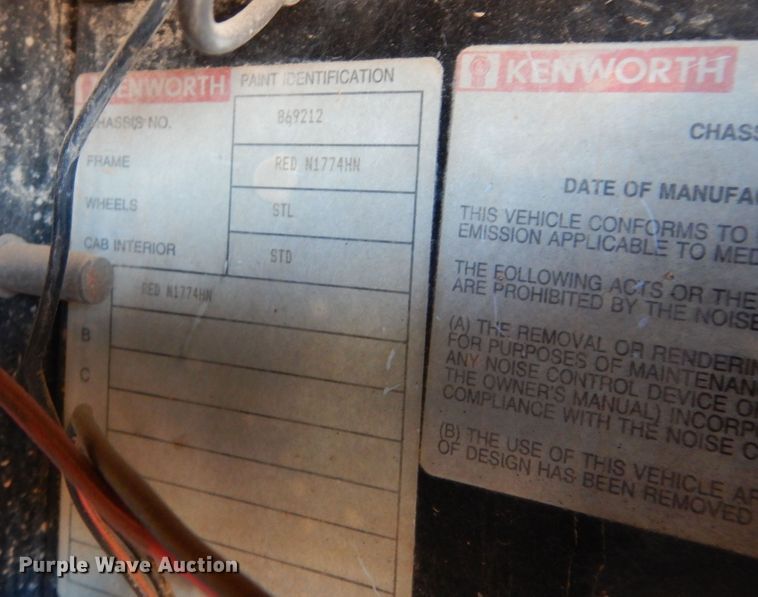 KENWORTH PAINT IDENTIFICATION
CHASSIS NO. 869212
FRAME RED N1774HN
WHEELS STL
CAB INTERIOR STD
RED N1774HN
B
C
KENWORTH
CHASS
DATE OF MANUFA
THIS VEHICLE CONFORMS TO
EMISSION APPLICABLE TO MED
THE FOLLOWING ACTS OR THE
ARE PROHIBITED BY THE NOISE
(A) THE REMOVAL OR RENDERIN
FOR PURPOSES OF MAINTENAN
ANY NOISE CONTROL DEVICE O
THE OWNER'S MANUAL) INCORP
COMPLIANCE WITH THE NOISE C
(B) THE USE OF THIS VEHICLE AF
OF DESIGN HAS BEEN REMOVED
Purple Wave Auction